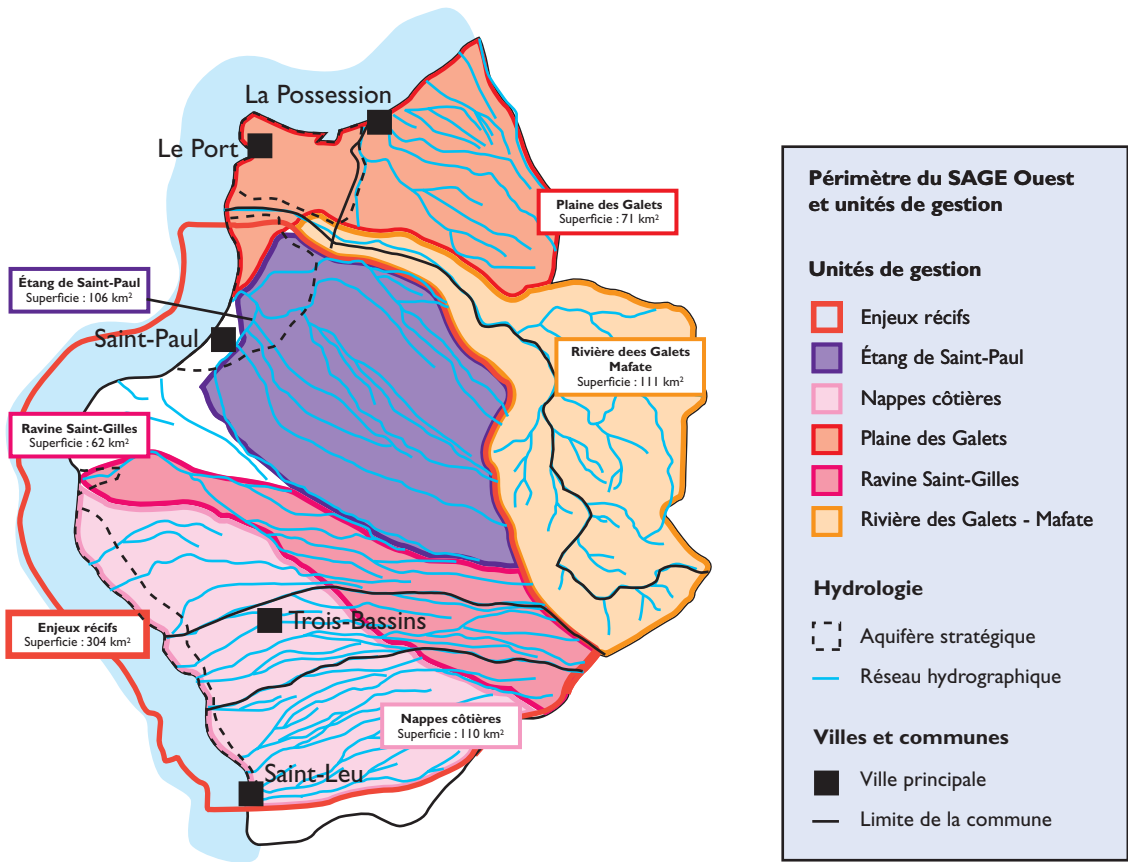 La Possession
Le Port
Plaine des Galets
Superficie : 71 km²
Étang de Saint-Paul
Superficie : 106 km²
Saint-Paul
Rivière dees Galets
Mafate
Superficie : 111 km²
Ravine Saint-Gilles
Superficie : 62 km²
Enjeux récifs
Superficie : 304 km²
Trois-Bassins
Nappes côtières
Superficie : 110 km²
Saint-Leu
Périmètre du SAGE Ouest
et unités de gestion
Unités de gestion
Enjeux récifs
Étang de Saint-Paul
Nappes côtières
Plaine des Galets
Ravine Saint-Gilles
Rivière des Galets - Mafate
Hydrologie
Aquifère stratégique
Réseau hydrographique
Villes et communes
Ville principale
Limite de la commune